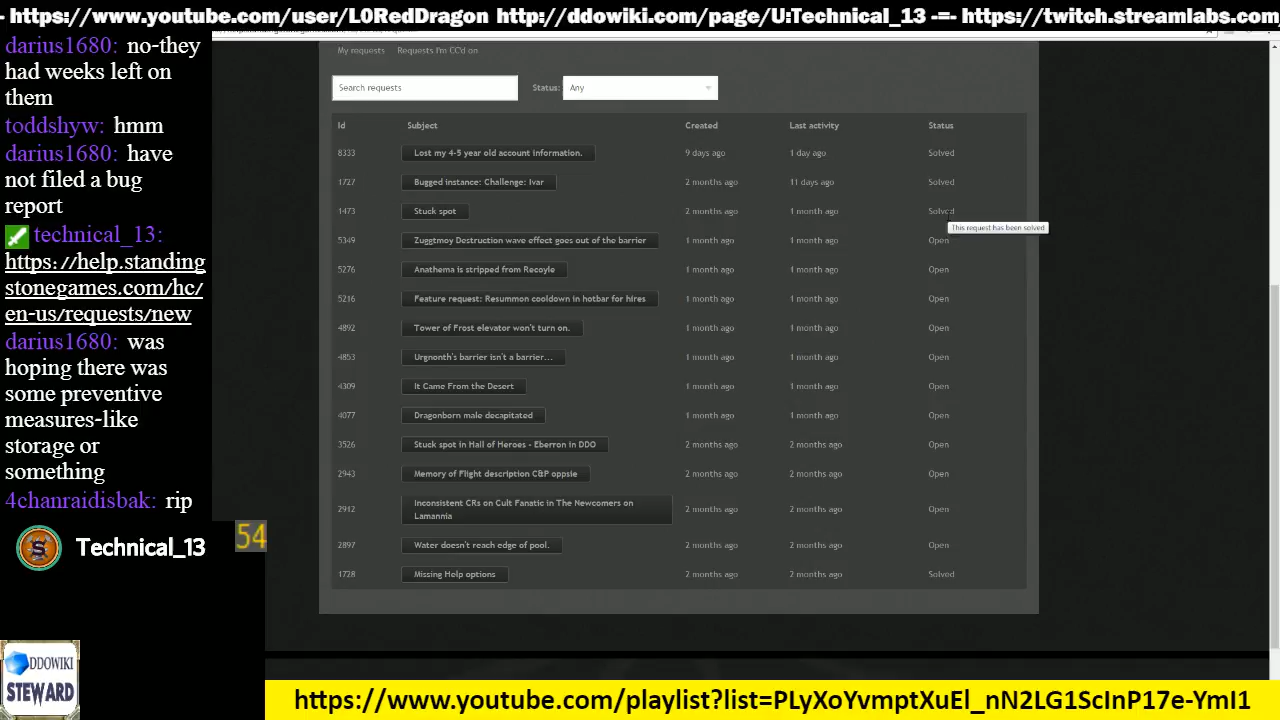 - https://www.youtube.com/user/L0RedDragon http://ddowiki.com/page/U:Technical_13 -=- https://twitch.streamlabs.com
darius1680: no-they
had weeks left on
them
toddshyw: hmm
darius1680: have
not filed a bug
report
technical_13:
https://help.standing
stonegames.com/hc/
en-us/requests/new
darius1680: was
hoping there was
some preventive
measures-like
storage or
something
4chanraidisbak: rip
Technical_13
54
DDOWIKI
STEWARD
My requests Requests I'm CC'd on
Search requests Status: Any
Id Subject Created Last activity Status
8333 Lost my 4-5 year old account information. 9 days ago 1 day ago Solved
1727 Bugged instance: Challenge: Ivar 2 months ago 11 days ago Solved
1473 Stuck spot 2 months ago 1 month ago Solved
This request has been solved
5349 Zuggtmoy Destruction wave effect goes out of the barrier 1 month ago 1 month ago Open
5276 Anathema is stripped from Recoyle 1 month ago 1 month ago Open
5216 Feature request: Resummon cooldown in hotbar for hires 1 month ago 1 month ago Open
4892 Tower of Frost elevator won't turn on. 1 month ago 1 month ago Open
4853 Urgnonth's barrier isn't a barrier... 1 month ago 1 month ago Open
4309 It Came From the Desert 1 month ago 1 month ago Open
4077 Dragonborn male decapitated 1 month ago 1 month ago Open
3526 Stuck spot in Hall of Heroes - Eberron in DDO 2 months ago 2 months ago Open
2943 Memory of Flight description C&P oppsie 2 months ago 2 months ago Open
2912 Inconsistent CRs on Cult Fanatic in The Newcomers on
Lamannia 2 months ago 2 months ago Open
2897 Water doesn't reach edge of pool. 2 months ago 2 months ago Open
1728 Missing Help options 2 months ago 2 months ago Solved
https://www.youtube.com/playlist?list=PLyXoYvmptXuEl_nN2LG1ScInP17e-YmI1